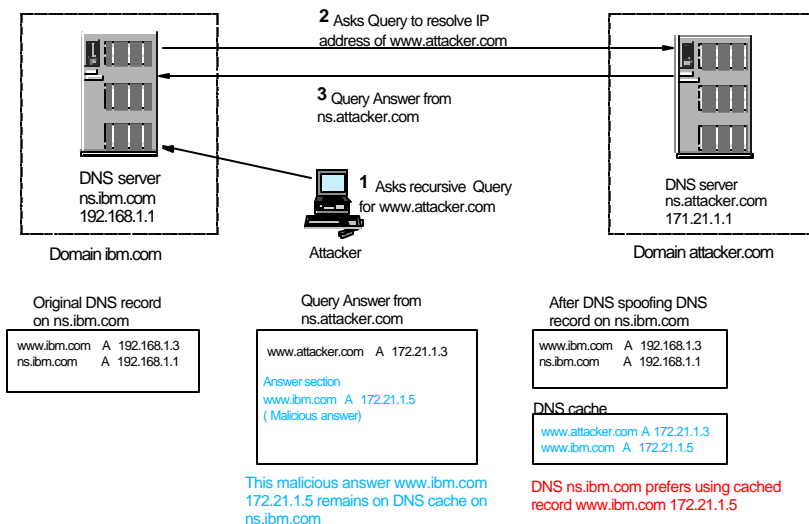 2 Asks Query to resolve IP
address of www.attacker.com
3 Query Answer from
ns.attacker.com
DNS server
ns.ibm.com
192.168.1.1
1 Asks recursive Query
for www.attacker.com
DNS server
ns.attacker.com
171.21.1.1
Domain ibm.com
Attacker
Domain attacker.com
Original DNS record
on ns.ibm.com
www.ibm.com A 192.168.1.3
ns.ibm.com A 192.168.1.1
Query Answer from
ns.attacker.com
www.attacker.com A 172.21.1.3
Answer section
www.ibm.com A 172.21.1.5
( Malicious answer)
This malicious answer www.ibm.com
172.21.1.5 remains on DNS cache on
ns.ibm.com
After DNS spoofing DNS
record on ns.ibm.com
www.ibm.com A 192.168.1.3
ns.ibm.com A 192.168.1.1
DNS cache
www.attacker.com A 172.21.1.3
www.ibm.com A 172.21.1.5
DNS ns.ibm.com prefers using cached
record www.ibm.com 172.21.1.5